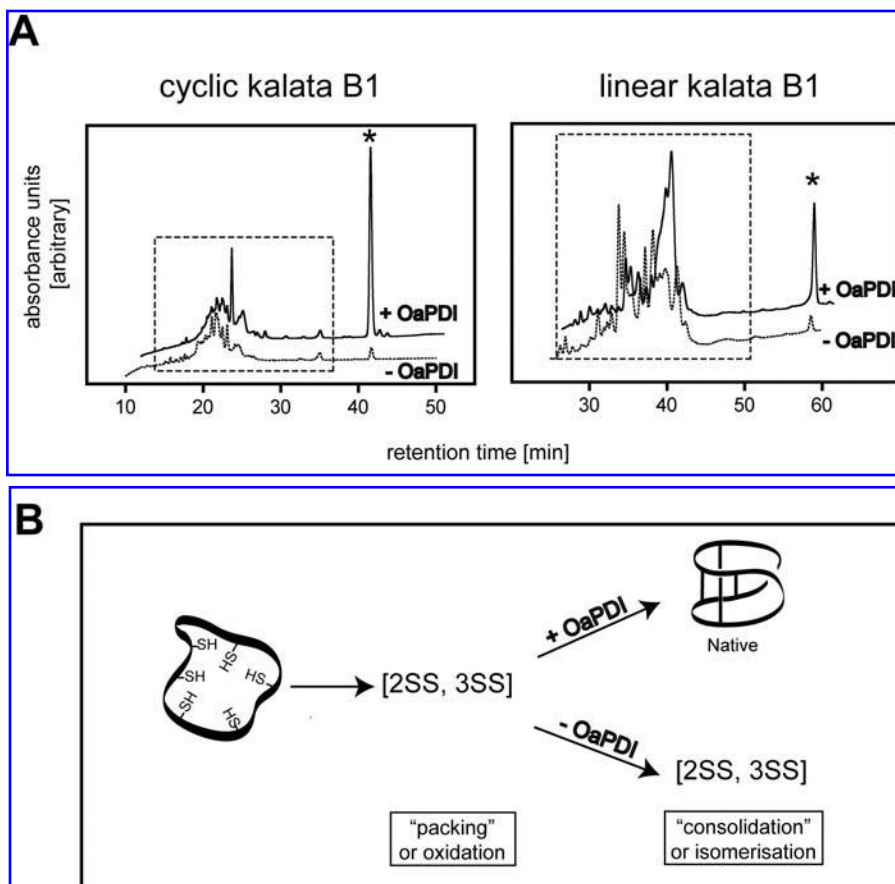 A
cyclic kalata B1
linear kalata B1
absorbance units
[arbitrary]
*
+ OaPDI
- OaPDI
*
+ OaPDI
- OaPDI
10 20 30 40 50
30 40 50 60
retention time [min]
B
SH
HS
SH
HS
SH
HS
[2SS, 3SS]
+ OaPDI
Native
- OaPDI
[2SS, 3SS]
"packing"
or oxidation
"consolidation"
or isomerisation